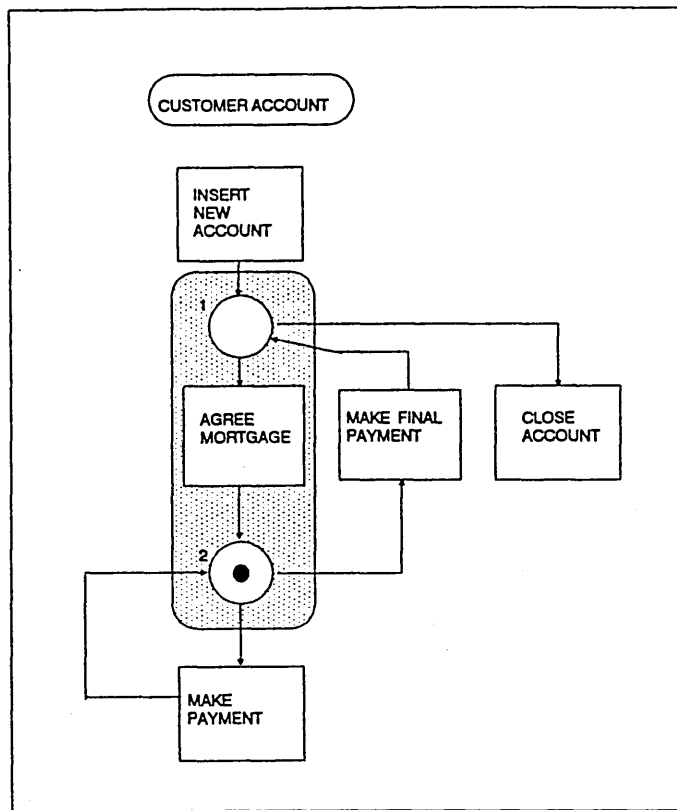 CUSTOMER ACCOUNT
INSERT
NEW
ACCOUNT
1
AGREE
MORTGAGE
MAKE FINAL
PAYMENT
CLOSE
ACCOUNT
2
MAKE
PAYMENT